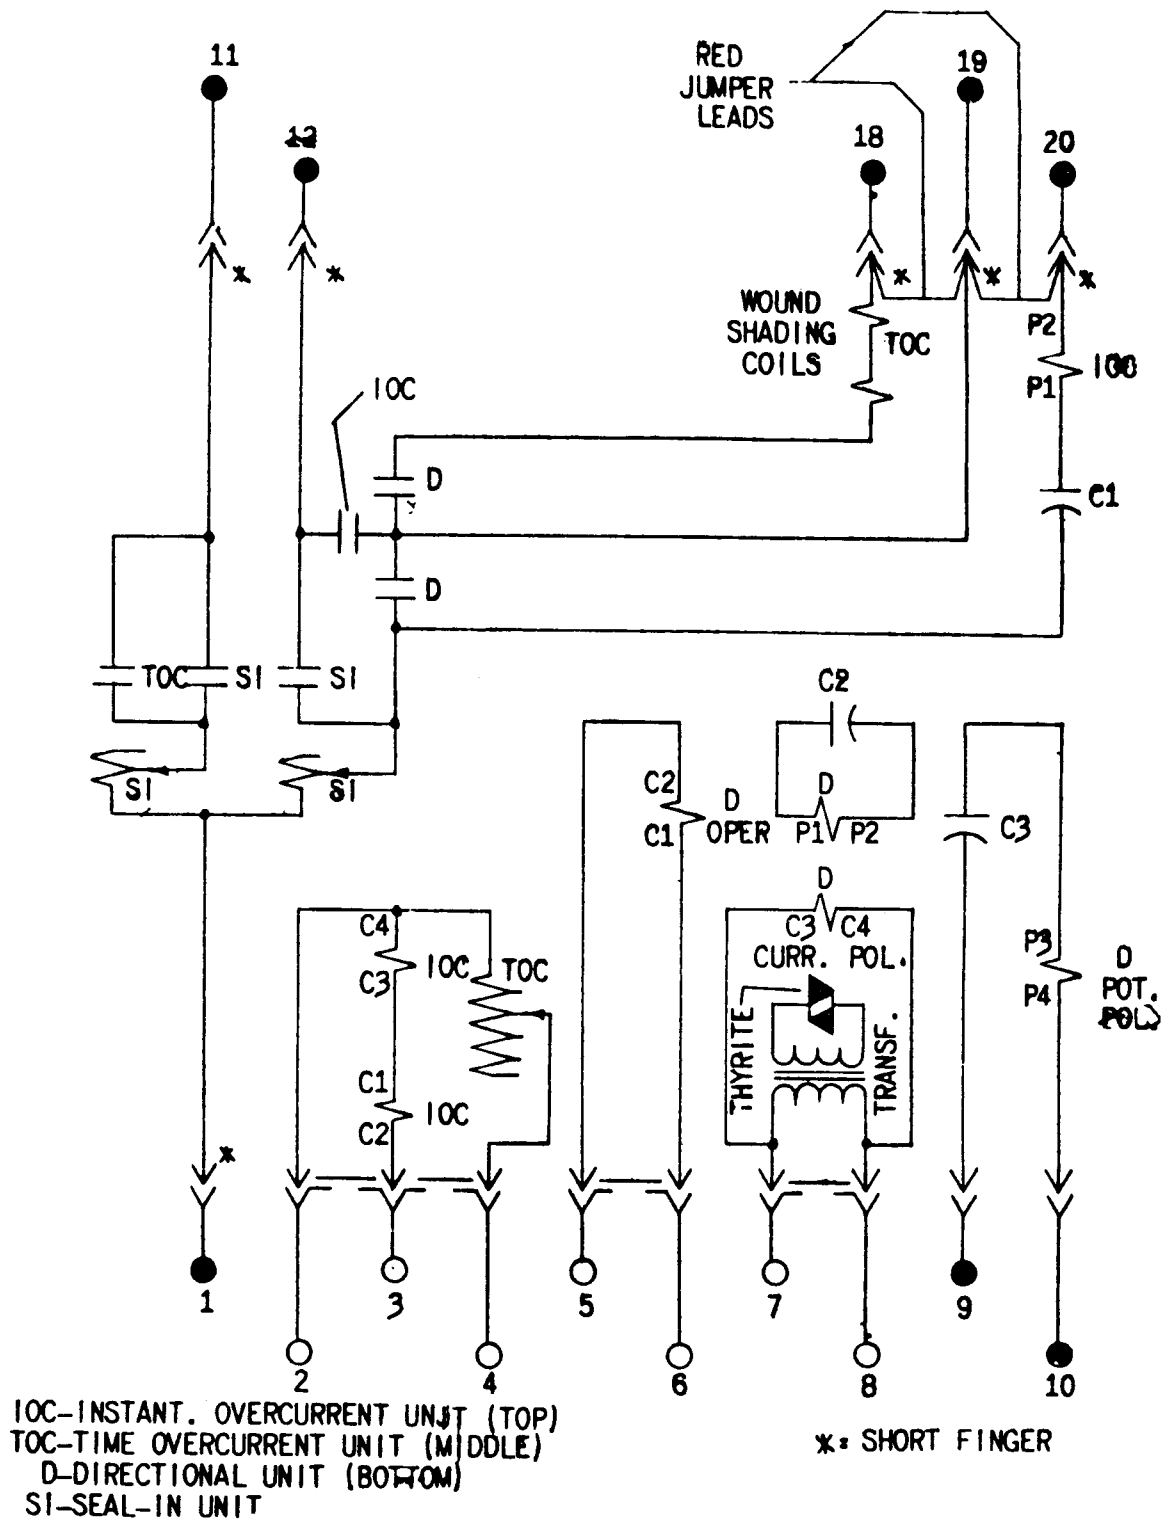 11
RED
JUMPER
LEADS
19
12
18
20
*
*
*
*
*
WOUND
SHADING
COILS
TOC
P2
P1
IOC
D
C1
D
TOC
SI
SI
SI
SI
C2
D
P1
P2
C2
C1
D
OPER
C3
D
C3
C4
CURR. POL.
THYRITE
TRANSF.
P3
P4
D
POT.
POL.
C4
C3
IOC
TOC
C1
C2
IOC
*
1
3
5
7
9
2
4
6
8
10
IOC-INSTANT. OVERCURRENT UNIT (TOP)
TOC-TIME OVERCURRENT UNIT (MIDDLE)
D-DIRECTIONAL UNIT (BOTTOM)
SI-SEAL-IN UNIT
*= SHORT FINGER